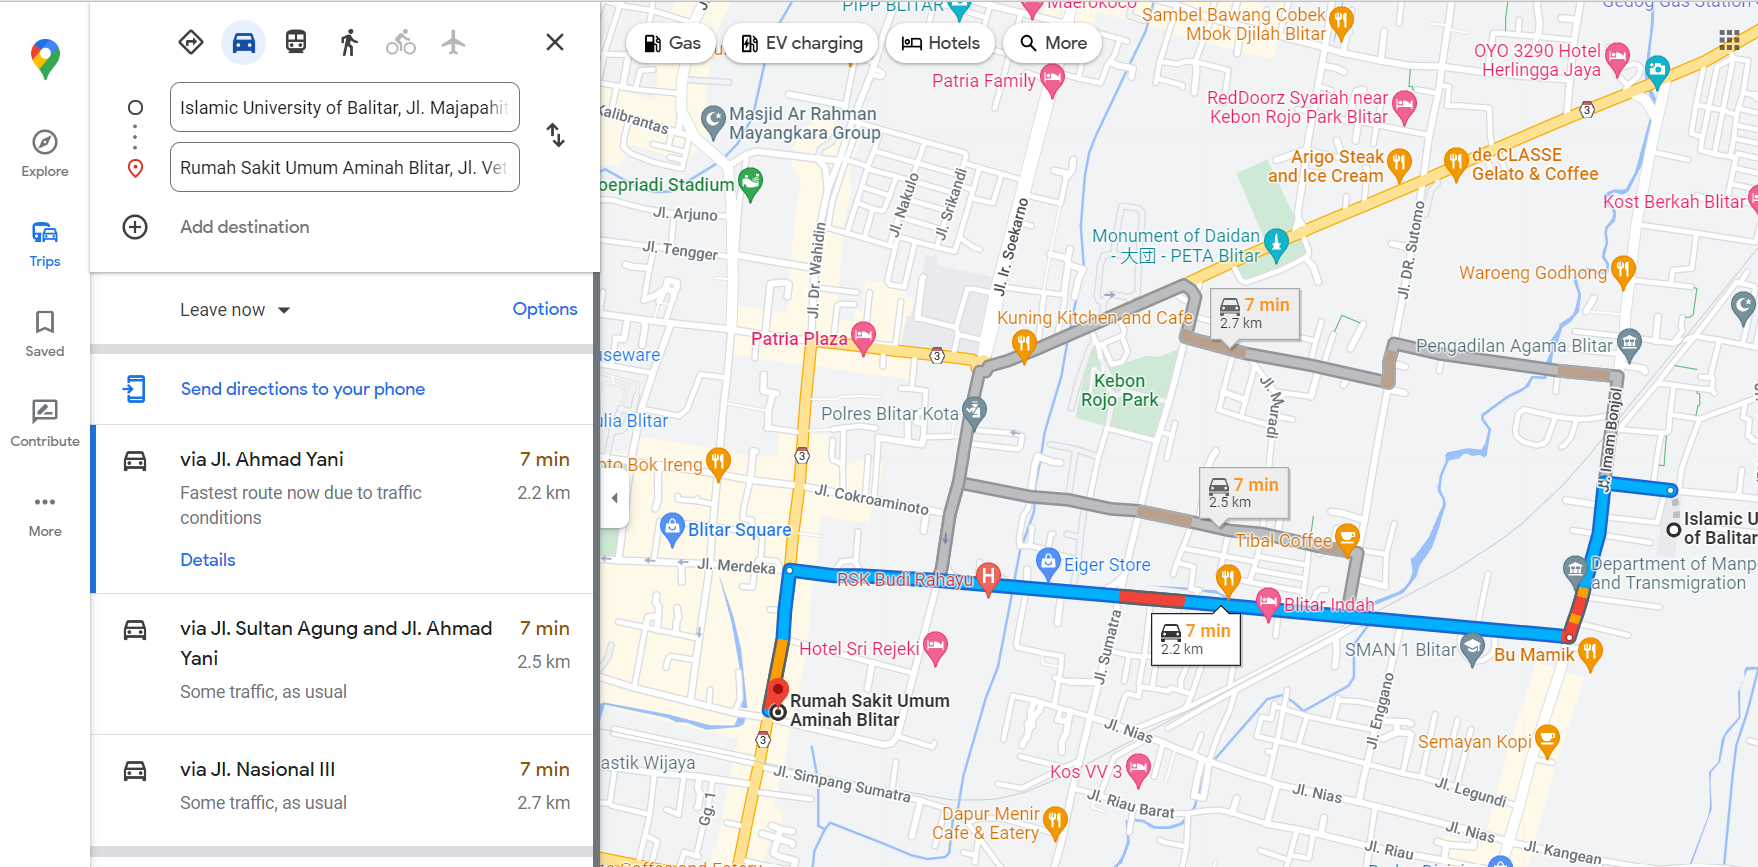 Explore
Trips
Saved
Contribute
More
Islamic University of Balitar, Jl. Majapahit
Rumah Sakit Umum Aminah Blitar, Jl. Vet
Add destination
Leave now
Options
Send directions to your phone
via Jl. Ahmad Yani
7 min
Fastest route now due to traffic
conditions
2.2 km
Details
via Jl. Sultan Agung and Jl. Ahmad
Yani
7 min
2.5 km
Some traffic, as usual
via Jl. Nasional III
7 min
Some traffic, as usual
2.7 km
Gas
EV charging
Hotels
More
PIPP BLITAR
Maerokoco
Sambel Bawang Cobek
Mbok Djilah Blitar
Gedog Gas Station
OYO 3290 Hotel
Herlingga Jaya
Patria Family
RedDoorz Syariah near
Kebon Rojo Park Blitar
3
Kalibrantas
Masjid Ar Rahman
Mayangkara Group
Arigo Steak
and Ice Cream
de CLASSE
Gelato & Coffee
oepriadi Stadium
Jl. Arjuno
Jl. Nakulo
Jl. Srikandi
Kost Berkah Blitar
Jl. Tengger
Jl. Dr. Wahidin
Jl. Ir. Soekarno
Monument of Daidan
- 大団 - PETA Blitar
Jl. DR. Sutomo
Waroeng Godhong
7 min
2.7 km
Kuning Kitchen and Cafe
Patria Plaza
3
useware
Pengadilan Agama Blitar
Kebon
Rojo Park
Jl. Muradi
Polres Blitar Kota
ulia Blitar
Jl. Imam Bonjol
3
oto Bok Ireng
Jl. Cokroaminoto
7 min
2.5 km
Blitar Square
Tibal Coffee
Islamic U
of Balitar
Jl. Merdeka
RSK Budi Rahayu
H
Eiger Store
Department of Manp
and Transmigration
Blitar Indah
7 min
2.2 km
Hotel Sri Rejeki
Jl. Sumatra
SMAN 1 Blitar
Bu Mamik
Rumah Sakit Umum
Aminah Blitar
3
Jl. Enggano
Jl. Nias
Semayan Kopi
astik Wijaya
Kos VV 3
Jl. Simpang Sumatra
Gg. 1
Jl. Riau Barat
Jl. Nias
Jl. Legundi
Dapur Menir
Cafe & Eatery
Jl. Nias
Jl. Riau
Jl. Kangean